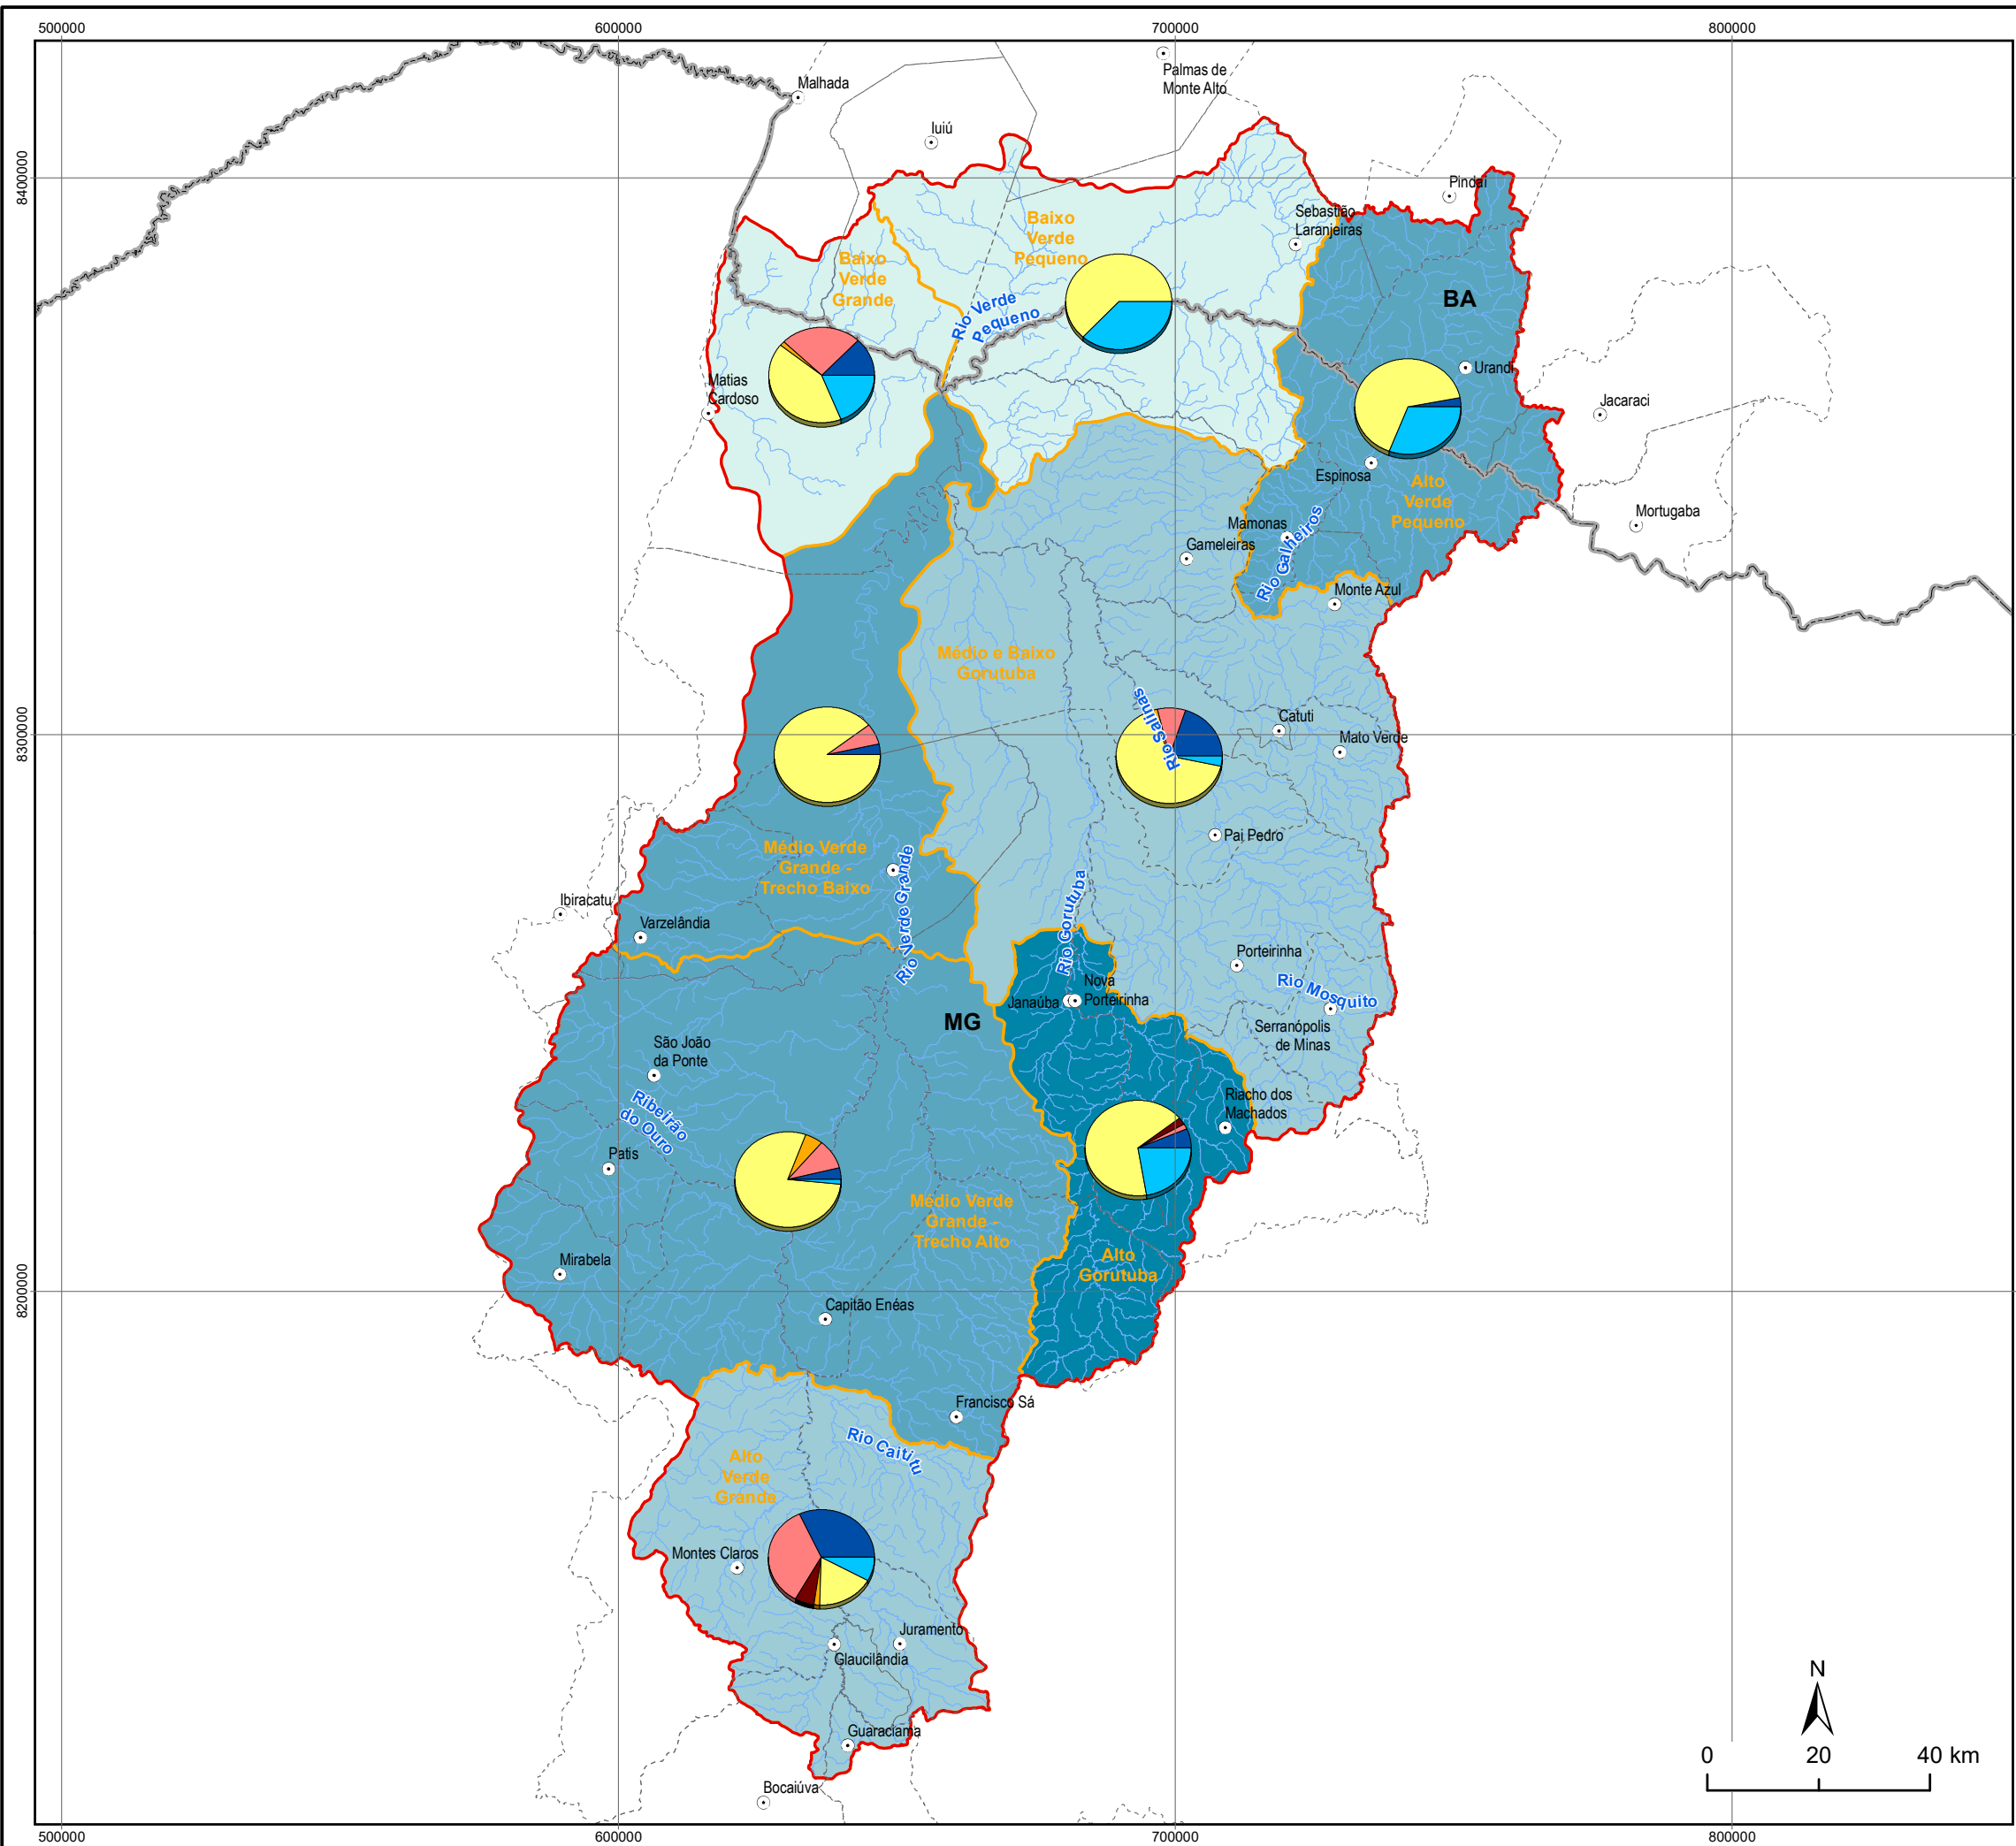 500000
600000
700000
800000
Malhada
Palmas de
Monte Alto
Iuiú
8400000
Pindaí
Sebastião
Laranjeiras
Baixo
Verde
Pequeno
Baixo
Verde
Grande
BA
Rio Verde
Pequeno
Urandi
Matias
Cardoso
Jacaraci
Espinosa
Alto
Verde
Pequeno
Mortugaba
Mamonas
Gameleiras
Rio Galheiros
Monte Azul
Médio e Baixo
Gorutuba
Rio Salinas
Catuti
8300000
Mato Verde
Pai Pedro
Médio Verde
Grande -
Trecho Baixo
Rio Verde Grande
Ibiracatu
Varzelândia
Rio Gorutuba
Porteirinha
Rio Mosquito
Nova
Porteirinha
Janaúba
MG
Serranópolis
de Minas
São João
da Ponte
Ribeirão
do Ouro
Riacho dos
Machados
Patis
Médio Verde
Grande -
Trecho Alto
Mirabela
Alto
Gorutuba
8200000
Capitão Enéas
Francisco Sá
Rio Caititu
Alto
Verde
Grande
Montes Claros
Juramento
Glaucilândia
Guaraciama
Bocaiúva
N
0
20
40 km
500000
600000
700000
800000